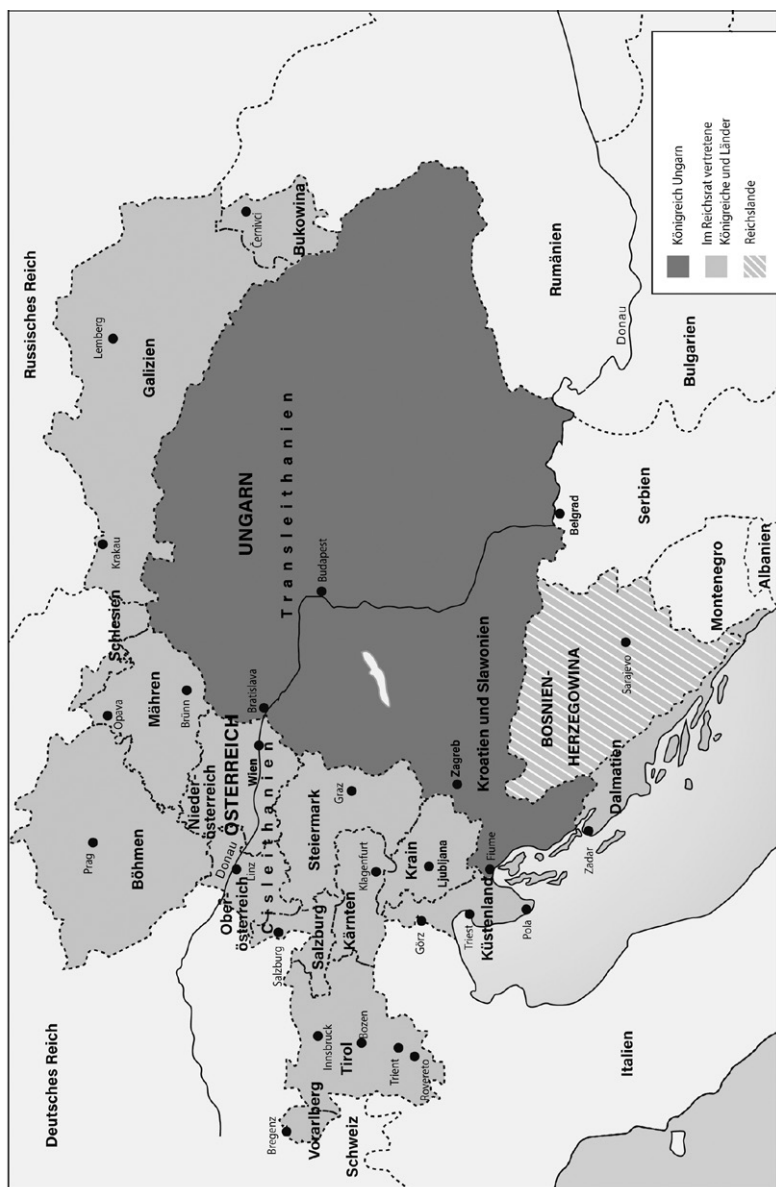 Deutsches Reich
Russisches Reich
Prag
Böhmen
Opava
Schlesien
Mähren
Brünn
Krakau
Lemberg
Galizien
Černivci
Bukowina
Donau
Ober-
österreich
Linz
Nieder-
österreich
ÖSTERREICH
Wien
Cisleithanien
Bratislava
UNGARN
Transleithanien
Budapest
Bregenz
Vorarlberg
Schweiz
Innsbruck
Tirol
Bozen
Trient
Rovereto
Salzburg
Salzburg
Kärnten
Klagenfurt
Steiermark
Graz
Krain
Ljubljana
Görz
Triest
Küstenland
Pola
Fiume
Zagreb
Kroatien und Slawonien
Zadar
Dalmatien
BOSNIEN-
HERZEGOWINA
Sarajevo
Belgrad
Serbien
Montenegro
Albanien
Rumänien
Donau
Bulgarien
Italien
Königreich Ungarn
Im Reichsrat vertretene
Königreiche und Länder
Reichslande